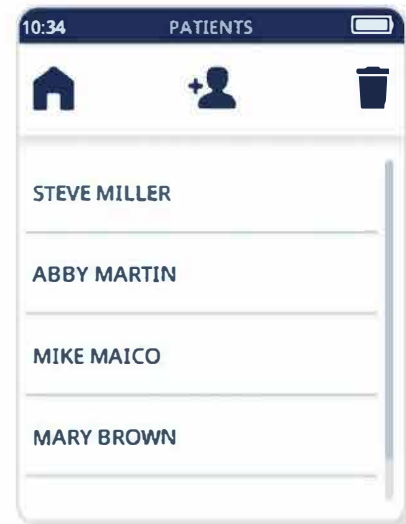 10:34 PATIENTS
STEVE MILLER
ABBY MARTIN
MIKE MAICO
MARY BROWN